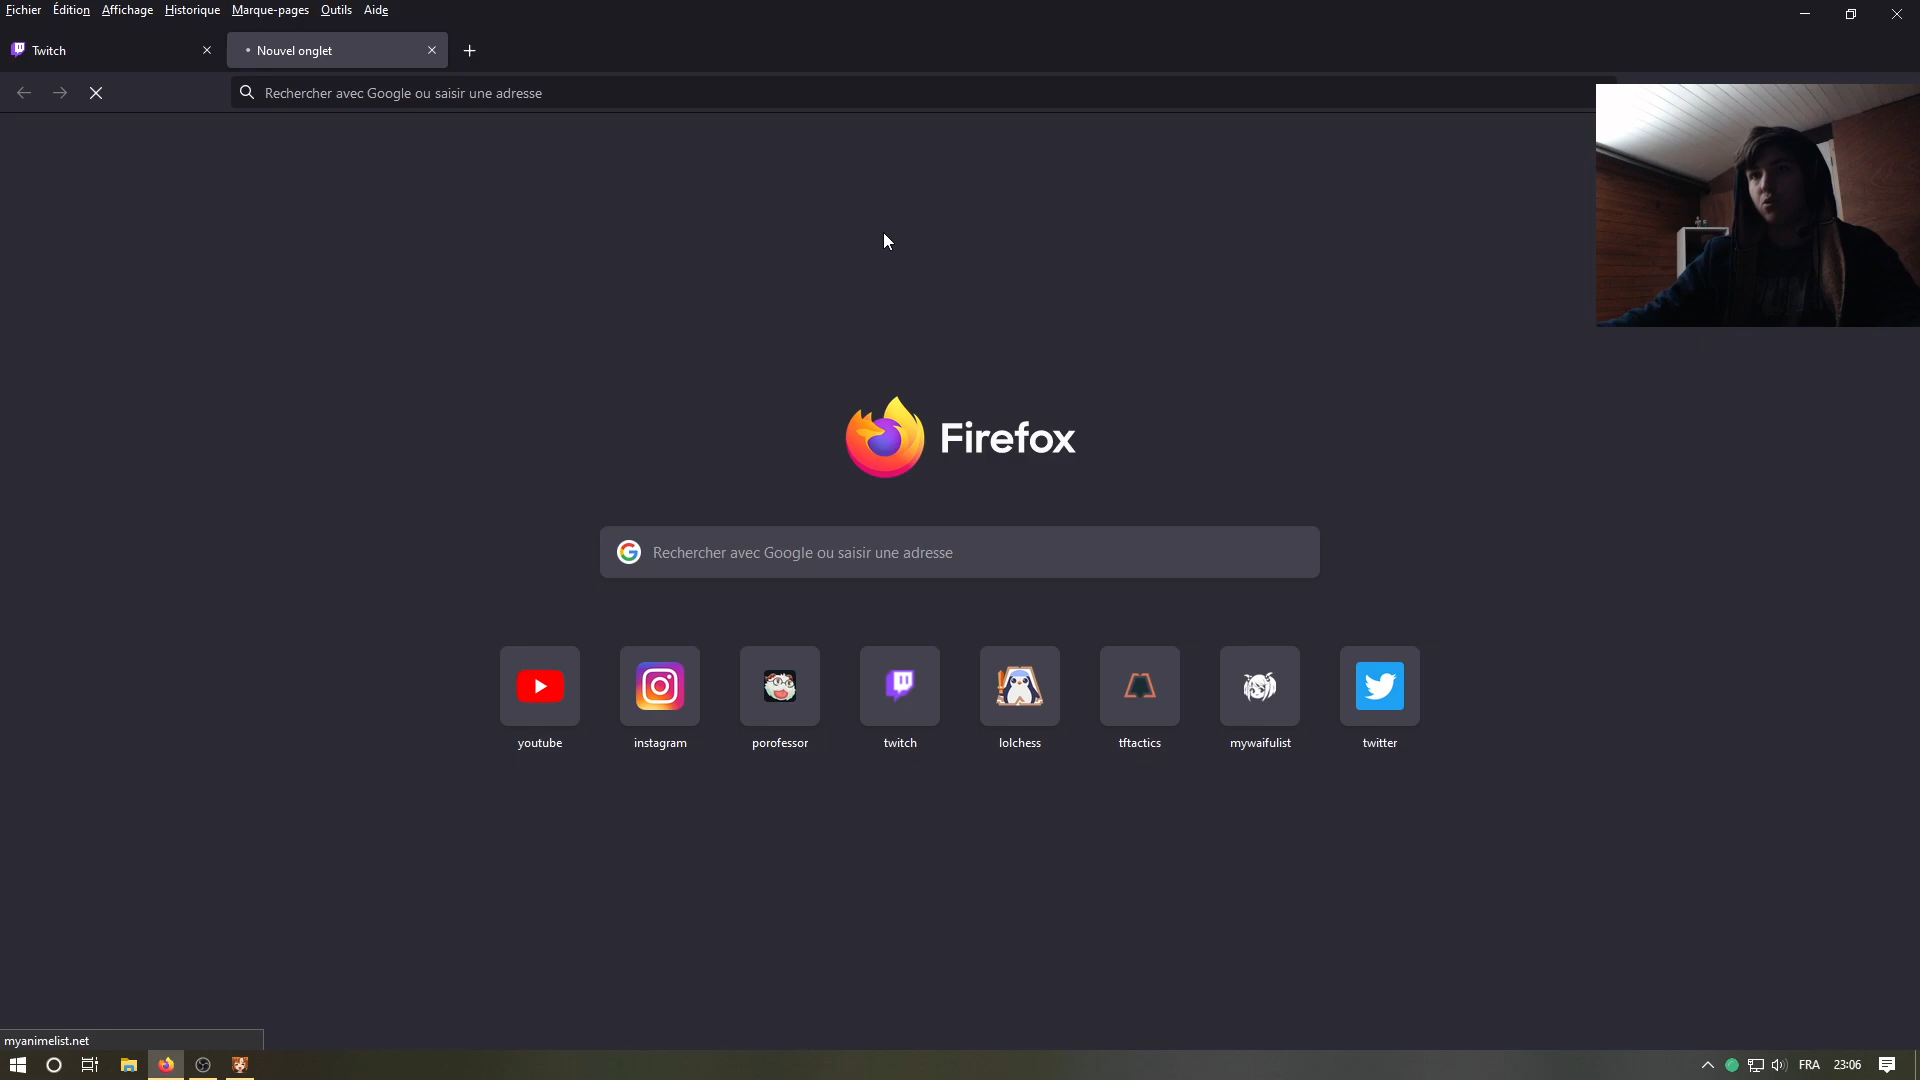 Fichier Édition Affichage Historique Marque-pages Outils Aide
Twitch
Nouvel onglet
Rechercher avec Google ou saisir une adresse
Firefox
Rechercher avec Google ou saisir une adresse
youtube instagram porofessor twitch lolchess tftactics mywaifulist twitter
myanimelist.net
FRA 23:06